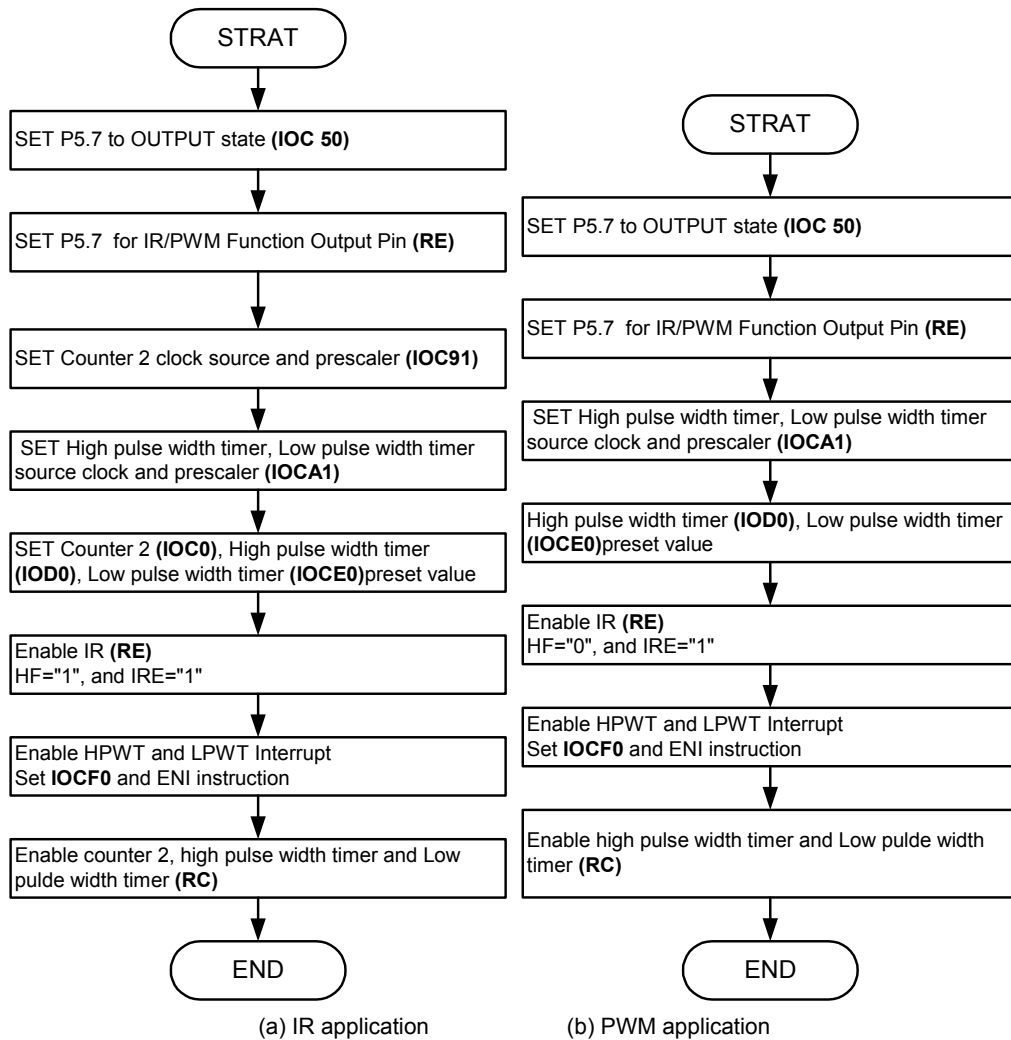 STRAT
SET P5.7 to OUTPUT state (IOC 50)
SET P5.7 for IR/PWM Function Output Pin (RE)
SET Counter 2 clock source and prescaler (IOC91)
SET High pulse width timer, Low pulse width timer
source clock and prescaler (IOCA1)
SET Counter 2 (IOC0), High pulse width timer
(IOD0), Low pulse width timer (IOCE0)preset value
Enable IR (RE)
HF="1", and IRE="1"
Enable HPWT and LPWT Interrupt
Set IOCF0 and ENI instruction
Enable counter 2, high pulse width timer and Low
pulde width timer (RC)
END
(a) IR application
STRAT
SET P5.7 to OUTPUT state (IOC 50)
SET P5.7 for IR/PWM Function Output Pin (RE)
SET High pulse width timer, Low pulse width timer
source clock and prescaler (IOCA1)
High pulse width timer (IOD0), Low pulse width timer
(IOCE0)preset value
Enable IR (RE)
HF="0", and IRE="1"
Enable HPWT and LPWT Interrupt
Set IOCF0 and ENI instruction
Enable high pulse width timer and Low pulde width
timer (RC)
END
(b) PWM application